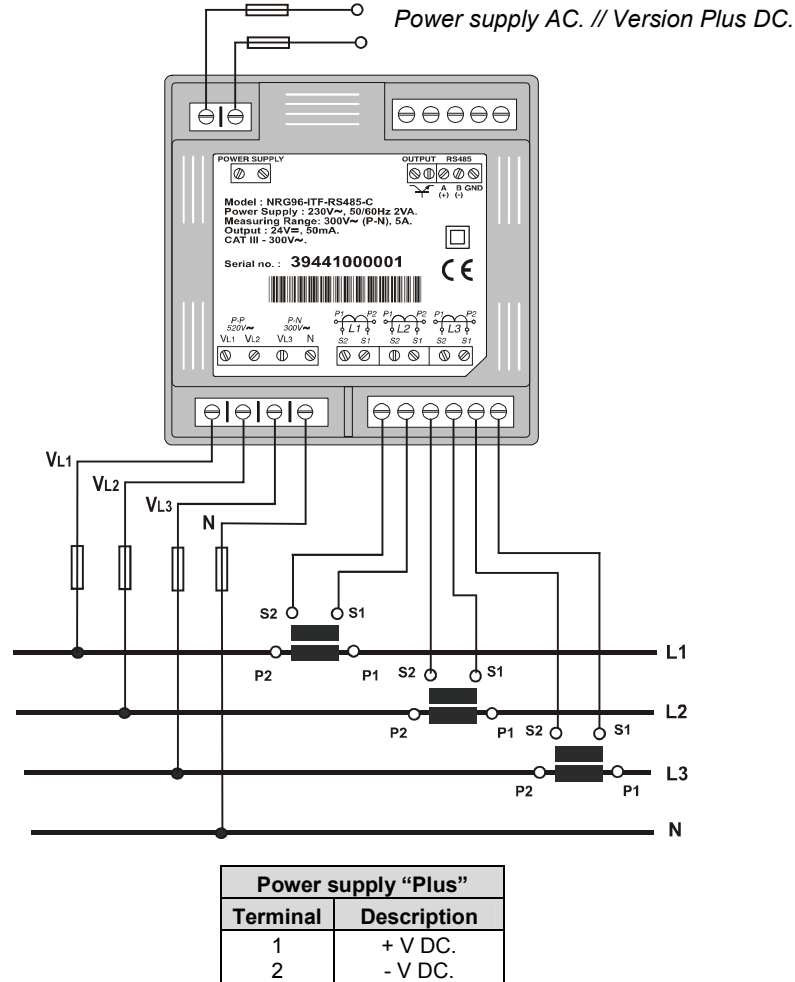 Power supply AC. // Version Plus DC.
POWER SUPPLY
OUTPUT RS485
A B GND
(+) (-)
Model : NRG96-ITF-RS485-C
Power Supply : 230V~, 50/60Hz 2VA.
Measuring Range: 300V~ (P-N), 5A.
Output : 24V⎓, 50mA.
CAT III - 300V~.
Serial no. : 39441000001
CE
P-P P-N
520V~ 300V~
VL1 VL2 VL3 N
P1 P2 P1 P2 P1 P2
L1 L2 L3
S2 S1 S2 S1 S2 S1
VL1
VL2
VL3
N
S2 S1
L1
P2 P1
S2 S1
L2
P2 P1
S2 S1
L3
P2 P1
N
Power supply “Plus”
Terminal Description
1 + V DC.
2 - V DC.